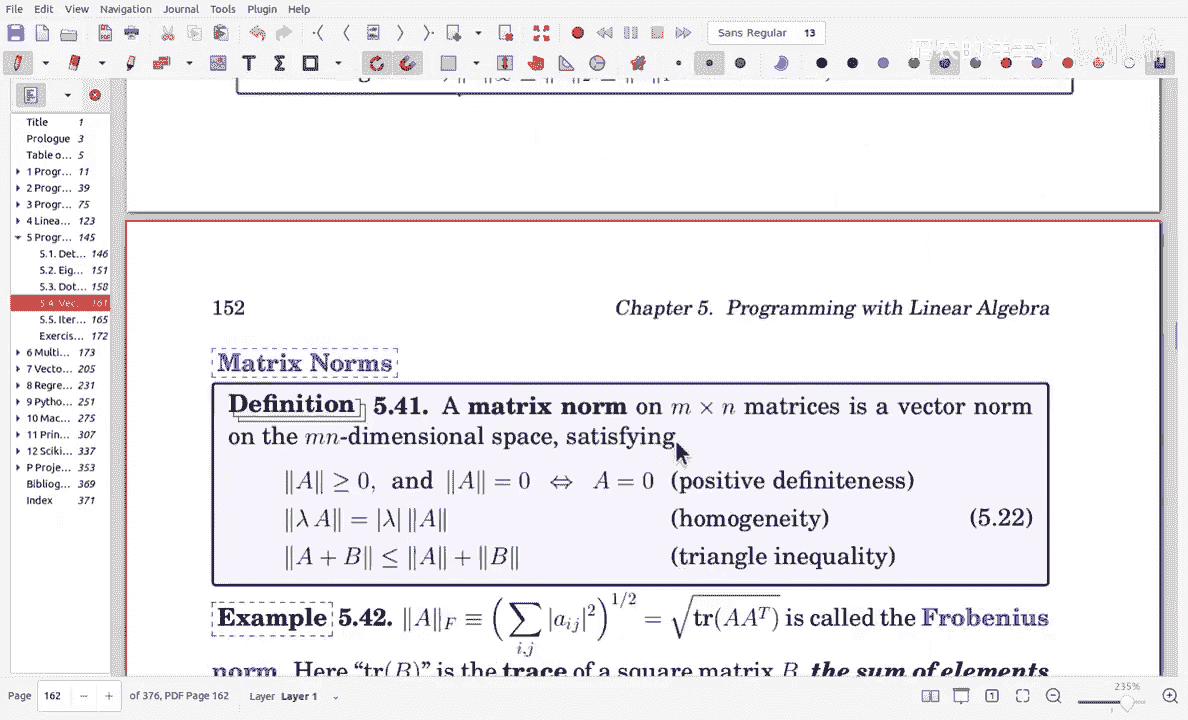 File Edit View Navigation Journal Tools Plugin Help
Sans Regular 13
Title 1
Prologue 3
Table o... 5
1 Progr... 11
2 Progr... 39
3 Progr... 75
4 Linea... 123
5 Progr... 145
5.1. Det... 146
5.2. Eig... 151
5.3. Dot... 158
5.4. Vec... 161
5.5. Iter... 165
Exercis... 172
6 Multi... 173
7 Vecto... 205
8 Regre... 231
9 Pytho... 251
10 Mac... 275
11 Prin... 307
12 Sciki... 337
P Proje... 353
Bibliog... 369
Index 371
152 Chapter 5. Programming with Linear Algebra
Matrix Norms
Definition 5.41. A matrix norm on m × n matrices is a vector norm
on the mn-dimensional space, satisfying
‖A‖ ≥ 0, and ‖A‖ = 0 ⇔ A = 0 (positive definiteness)
‖λ A‖ = |λ| ‖A‖ (homogeneity) (5.22)
‖A + B‖ ≤ ‖A‖ + ‖B‖ (triangle inequality)
Example 5.42. ‖A‖_F ≡ (∑_{i,j} |a_{ij}|²)^{1/2} = √tr(AA^T) is called the Frobenius
norm. Here “tr(B)” is the trace of a square matrix B, the sum of elements
Page 162 of 376, PDF Page 162 Layer Layer 1 235%